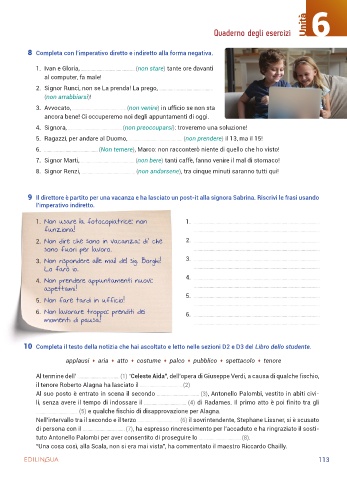 Quaderno degli esercizi
Unità 6
8 Completa con l'imperativo diretto e indiretto alla forma negativa.
1. Ivan e Gloria, .............................. (non stare) tante ore davanti
al computer, fa male!
2. Signor Runci, non se La prenda! La prego, ..............................
(non arrabbiarsi)!
3. Avvocato, .............................. (non venire) in ufficio se non sta
ancora bene! Ci occuperemo noi degli appuntamenti di oggi.
4. Signora, .............................. (non preoccuparsi): troveremo una soluzione!
5. Ragazzi, per andare al Duomo, .............................. (non prendere) il 13, ma il 15!
6. .............................. (Non temere), Marco: non racconterò niente di quello che ho visto!
7. Signor Marti, .............................. (non bere) tanti caffè, fanno venire il mal di stomaco!
8. Signor Renzi, .............................. (non andarsene), tra cinque minuti saranno tutti qui!
9 Il direttore è partito per una vacanza e ha lasciato un post-it alla signora Sabrina. Riscrivi le frasi usando
l'imperativo indiretto.
1. Non usare la fotocopiatrice: non
funziona!
2. Non dire che sono in vacanza; di' che
sono fuori per lavoro.
3. Non rispondere alle mail del sig. Borghi!
Lo farò io.
4. Non prendere appuntamenti nuovi:
aspettami!
5. Non fare tardi in ufficio!
6. Non lavorare troppo: prenditi dei
momenti di pausa!
1. ..............................
2. ..............................
3. ..............................
4. ..............................
5. ..............................
6. ..............................
10 Completa il testo della notizia che hai ascoltato e letto nelle sezioni D2 e D3 del Libro dello studente.
applausi • aria • atto • costume • palco • pubblico • spettacolo • tenore
Al termine dell' .................... (1) "Celeste Aida", dell'opera di Giuseppe Verdi, a causa di qualche fischio,
il tenore Roberto Alagna ha lasciato il .................... (2).
Al suo posto è entrato in scena il secondo .................... (3), Antonello Palombi, vestito in abiti civi-
li, senza avere il tempo di indossare il .................... (4) di Radames. Il primo atto è poi finito tra gli
.................... (5) e qualche fischio di disapprovazione per Alagna.
Nell'intervallo tra il secondo e il terzo .................... (6) il sovrintendente, Stephane Lissner, si è scusato
di persona con il .................... (7), ha espresso rincrescimento per l'accaduto e ha ringraziato il sosti-
tuto Antonello Palombi per aver consentito di proseguire lo .................... (8).
"Una cosa così, alla Scala, non si era mai vista", ha commentato il maestro Riccardo Chailly.
EDILINGUA
113